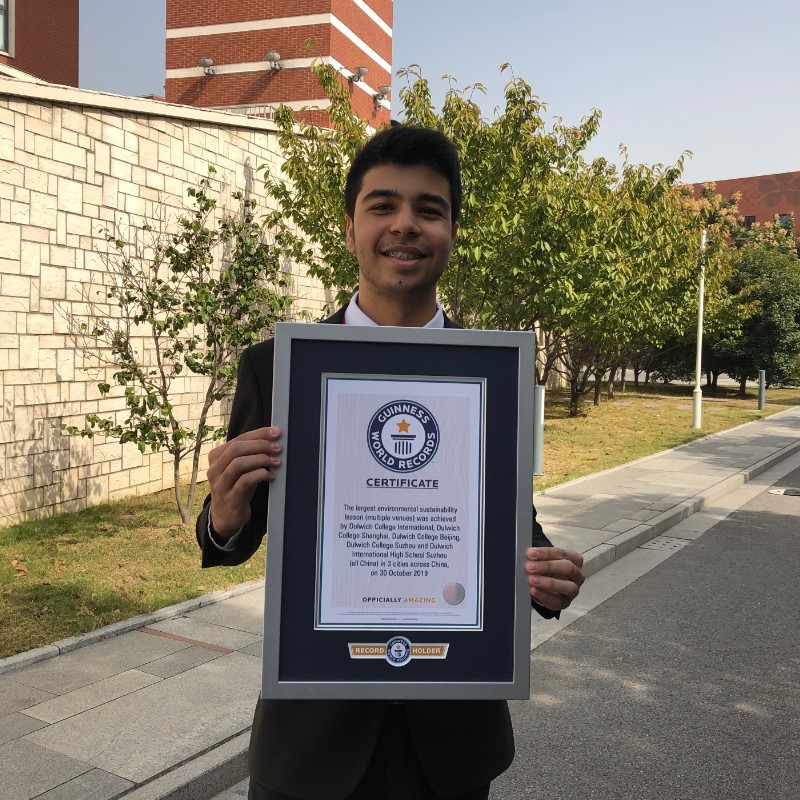 GUINNESS
WORLD RECORDS
CERTIFICATE
The largest environmental sustainability
lesson (multiple venues) was achieved
by Dulwich College International, Dulwich
College Shanghai, Dulwich College Beijing,
Dulwich College Suzhou and Dulwich
International High School Suzhou
(all China) in 3 cities across China,
on 30 October 2019
OFFICIALLY AMAZING
RECORD HOLDER